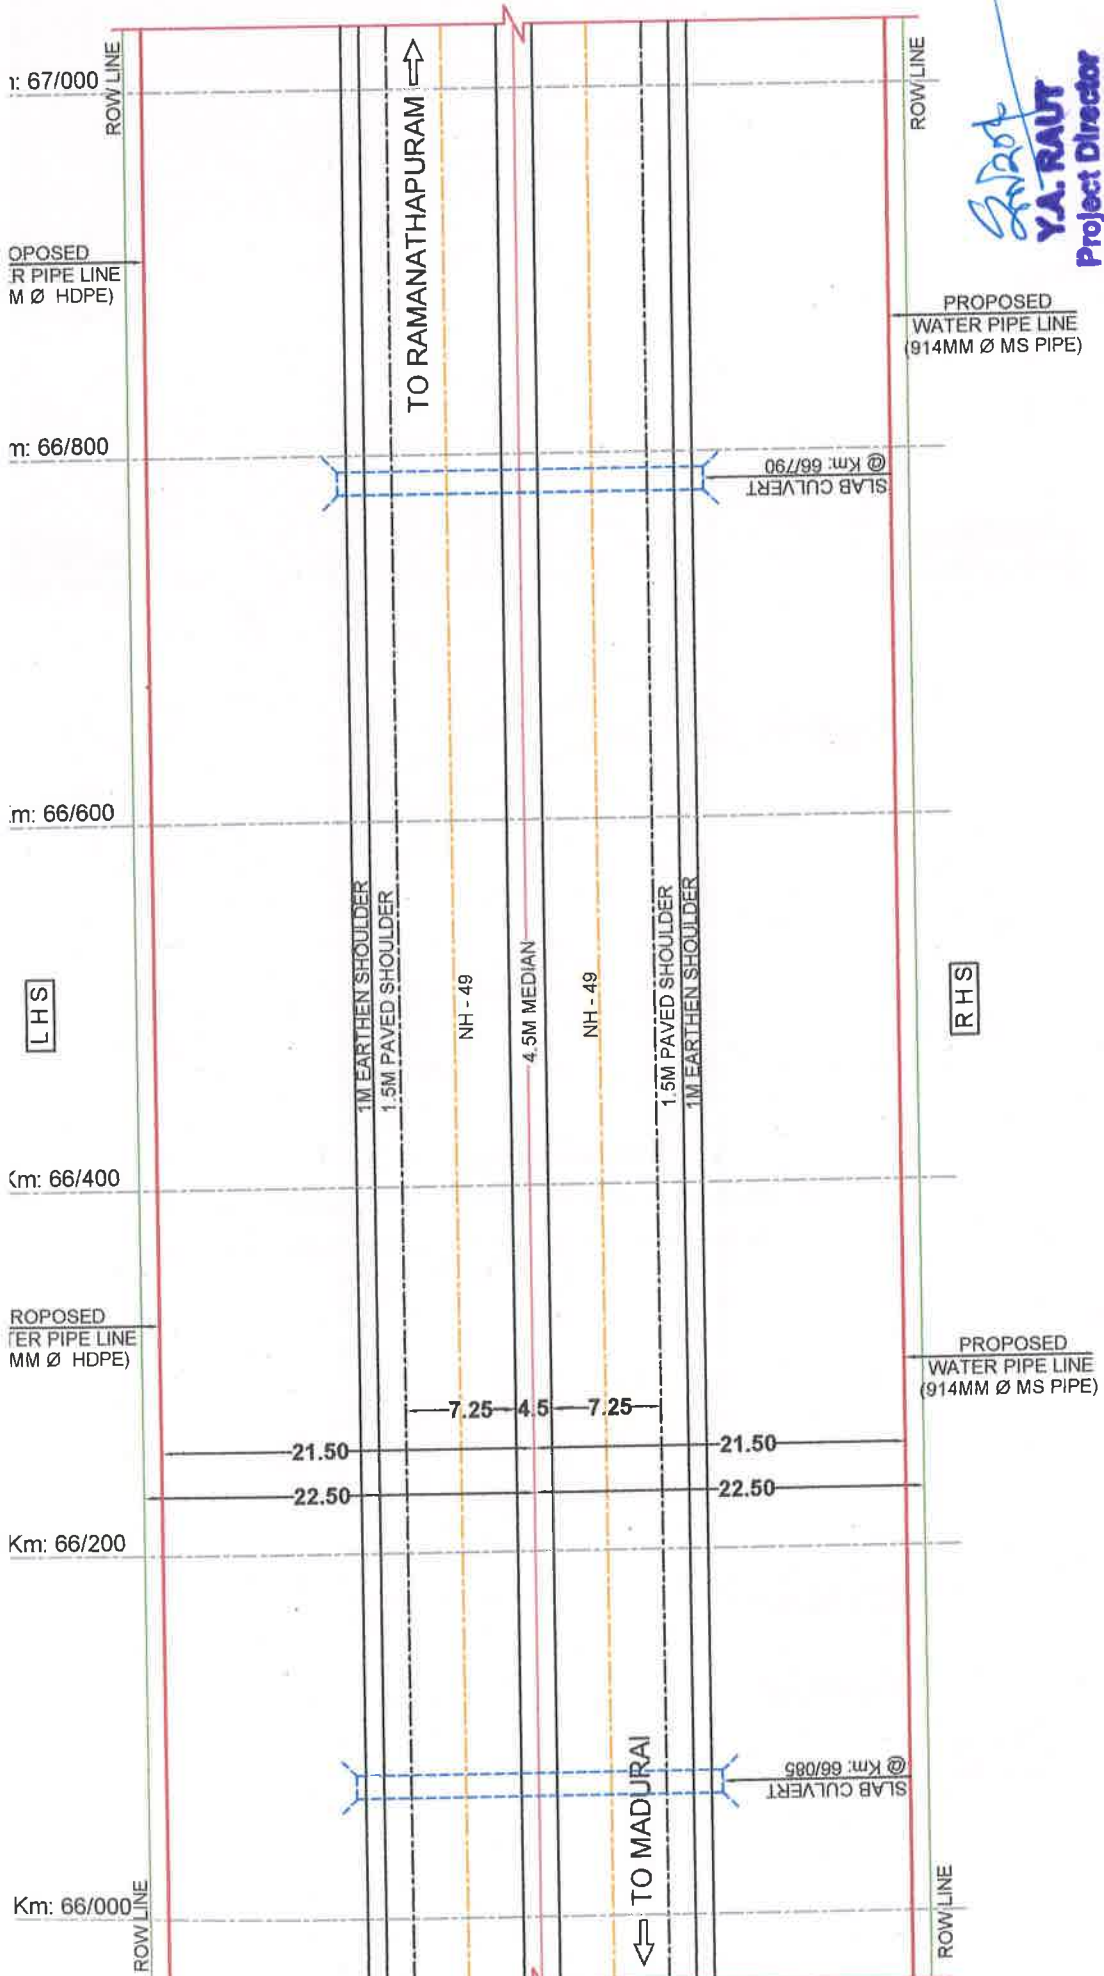 ROW LINE
ROW LINE
: 67/000
TO RAMANATHAPURAM
Y.A. RAUT
Project Director
OPOSED
R PIPE LINE
M Ø HDPE)
PROPOSED
WATER PIPE LINE
(914MM Ø MS PIPE)
m: 66/800
SLAB CULVERT
@ Km: 66/790
m: 66/600
LHS
1M EARTHEN SHOULDER
1.5M PAVED SHOULDER
NH - 49
4.5M MEDIAN
NH - 49
1.5M PAVED SHOULDER
1M EARTHEN SHOULDER
RHS
Km: 66/400
ROPOSED
TER PIPE LINE
MM Ø HDPE)
PROPOSED
WATER PIPE LINE
(914MM Ø MS PIPE)
7.25 4.5 7.25
21.50 21.50
22.50 22.50
Km: 66/200
TO MADURAI
SLAB CULVERT
@ Km: 66/085
Km: 66/000
ROW LINE
ROW LINE